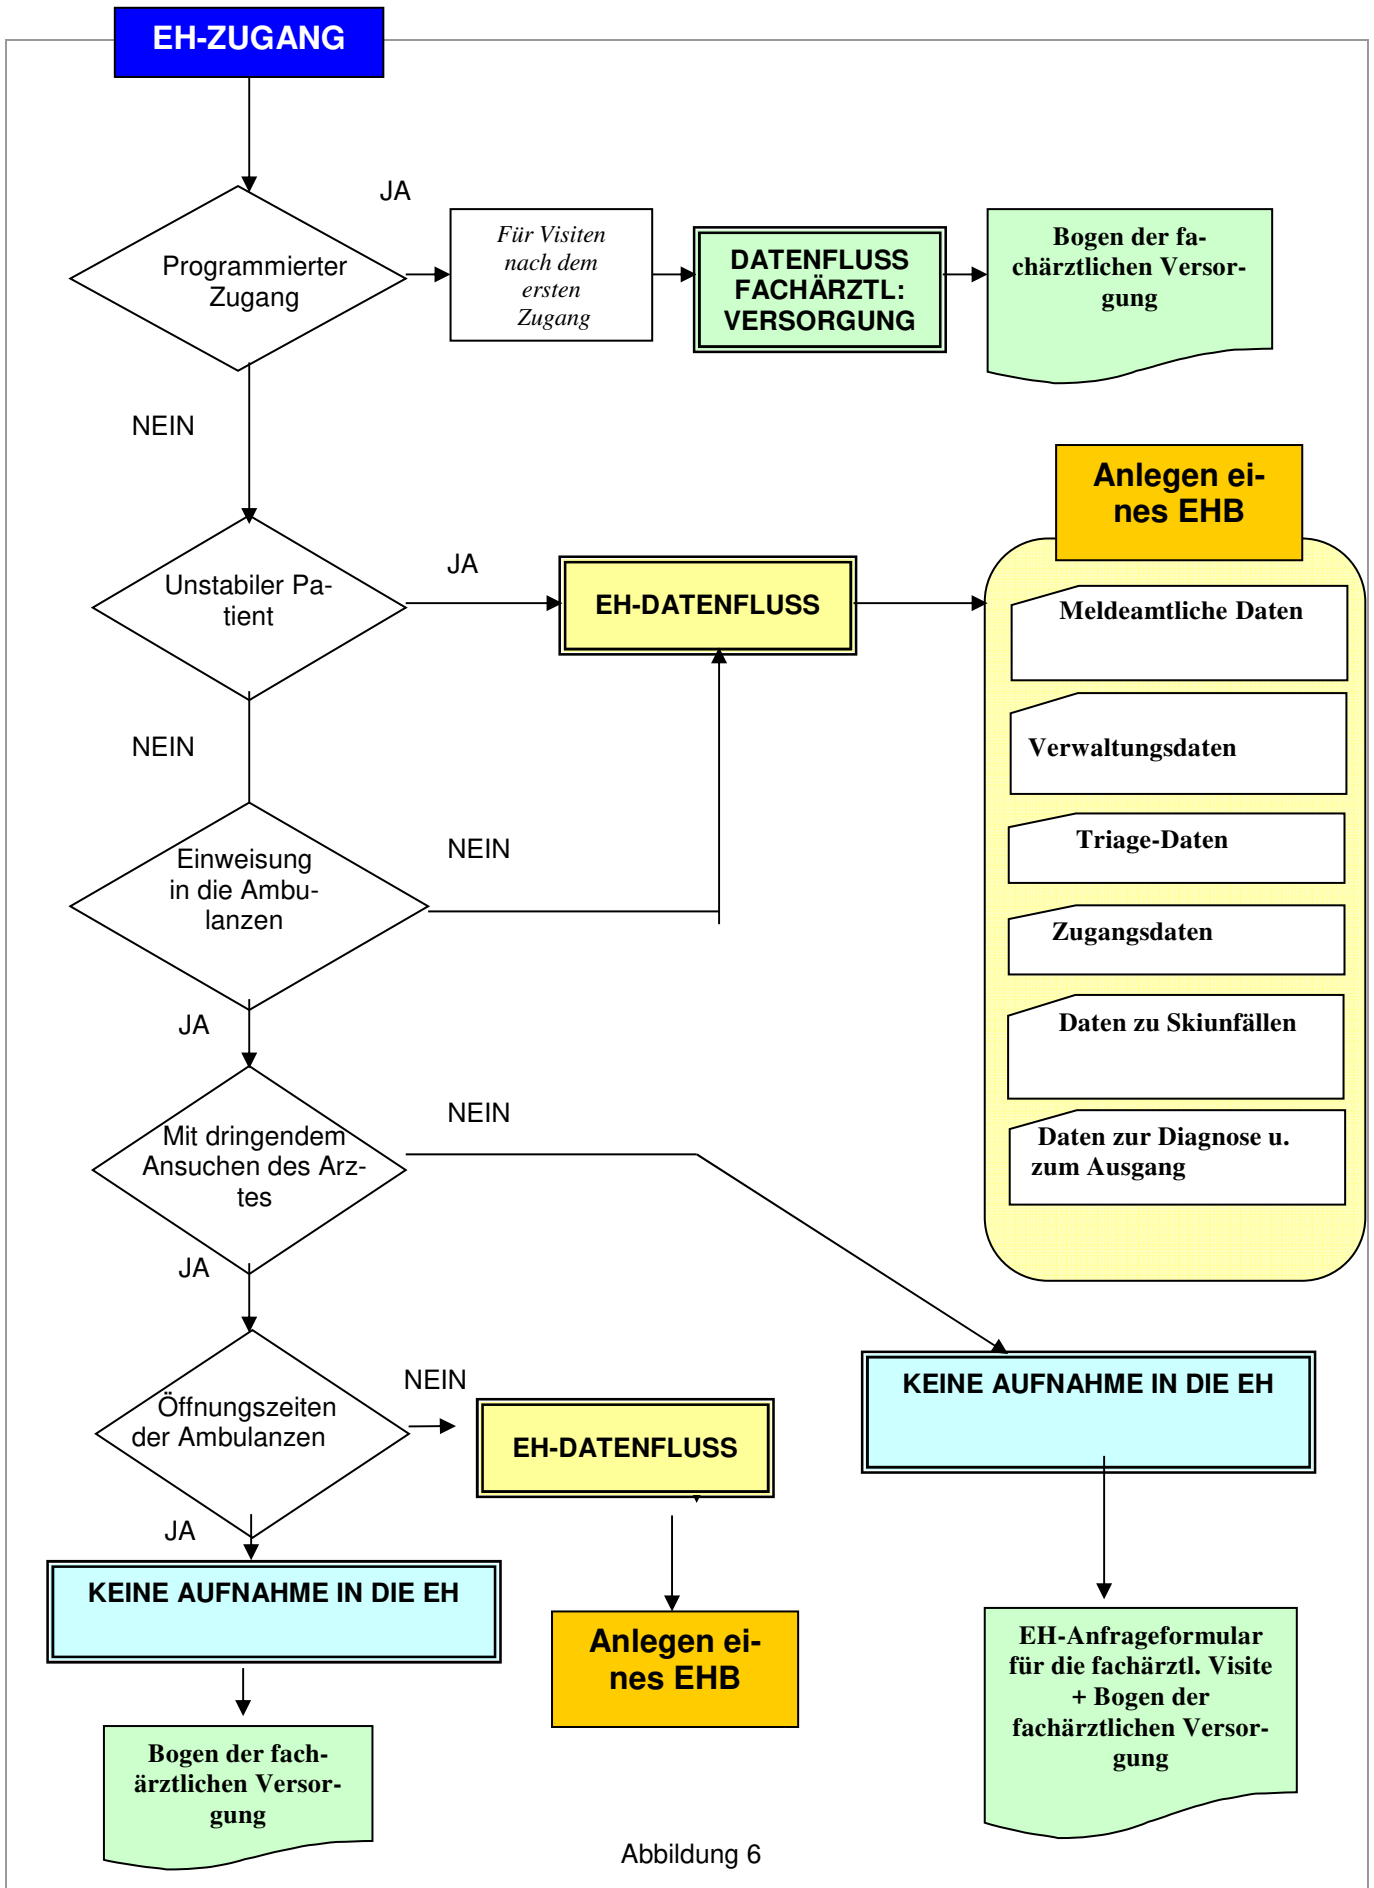 EH-ZUGANG
JA
Programmierter
Zugang
Für Visiten
nach dem
ersten
Zugang
DATENFLUSS
FACHÄRZTL:
VERSORGUNG
Bogen der fa-
chärztlichen Versor-
gung
NEIN
Anlegen ei-
nes EHB
Unstabiler Pa-
tient
JA
EH-DATENFLUSS
Meldeamtliche Daten
Verwaltungsdaten
Triage-Daten
Zugangsdaten
Daten zu Skiunfällen
Daten zur Diagnose u.
zum Ausgang
NEIN
Einweisung
in die Ambu-
lanzen
NEIN
JA
Mit dringendem
Ansuchen des Arz-
tes
NEIN
JA
Öffnungszeiten
der Ambulanzen
NEIN
EH-DATENFLUSS
KEINE AUFNAHME IN DIE EH
JA
KEINE AUFNAHME IN DIE EH
Anlegen ei-
nes EHB
EH-Anfrageformular
für die fachärztl. Visite
+ Bogen der
fachärztlichen Versor-
gung
Bogen der fach-
ärztlichen Versor-
gung
Abbildung 6